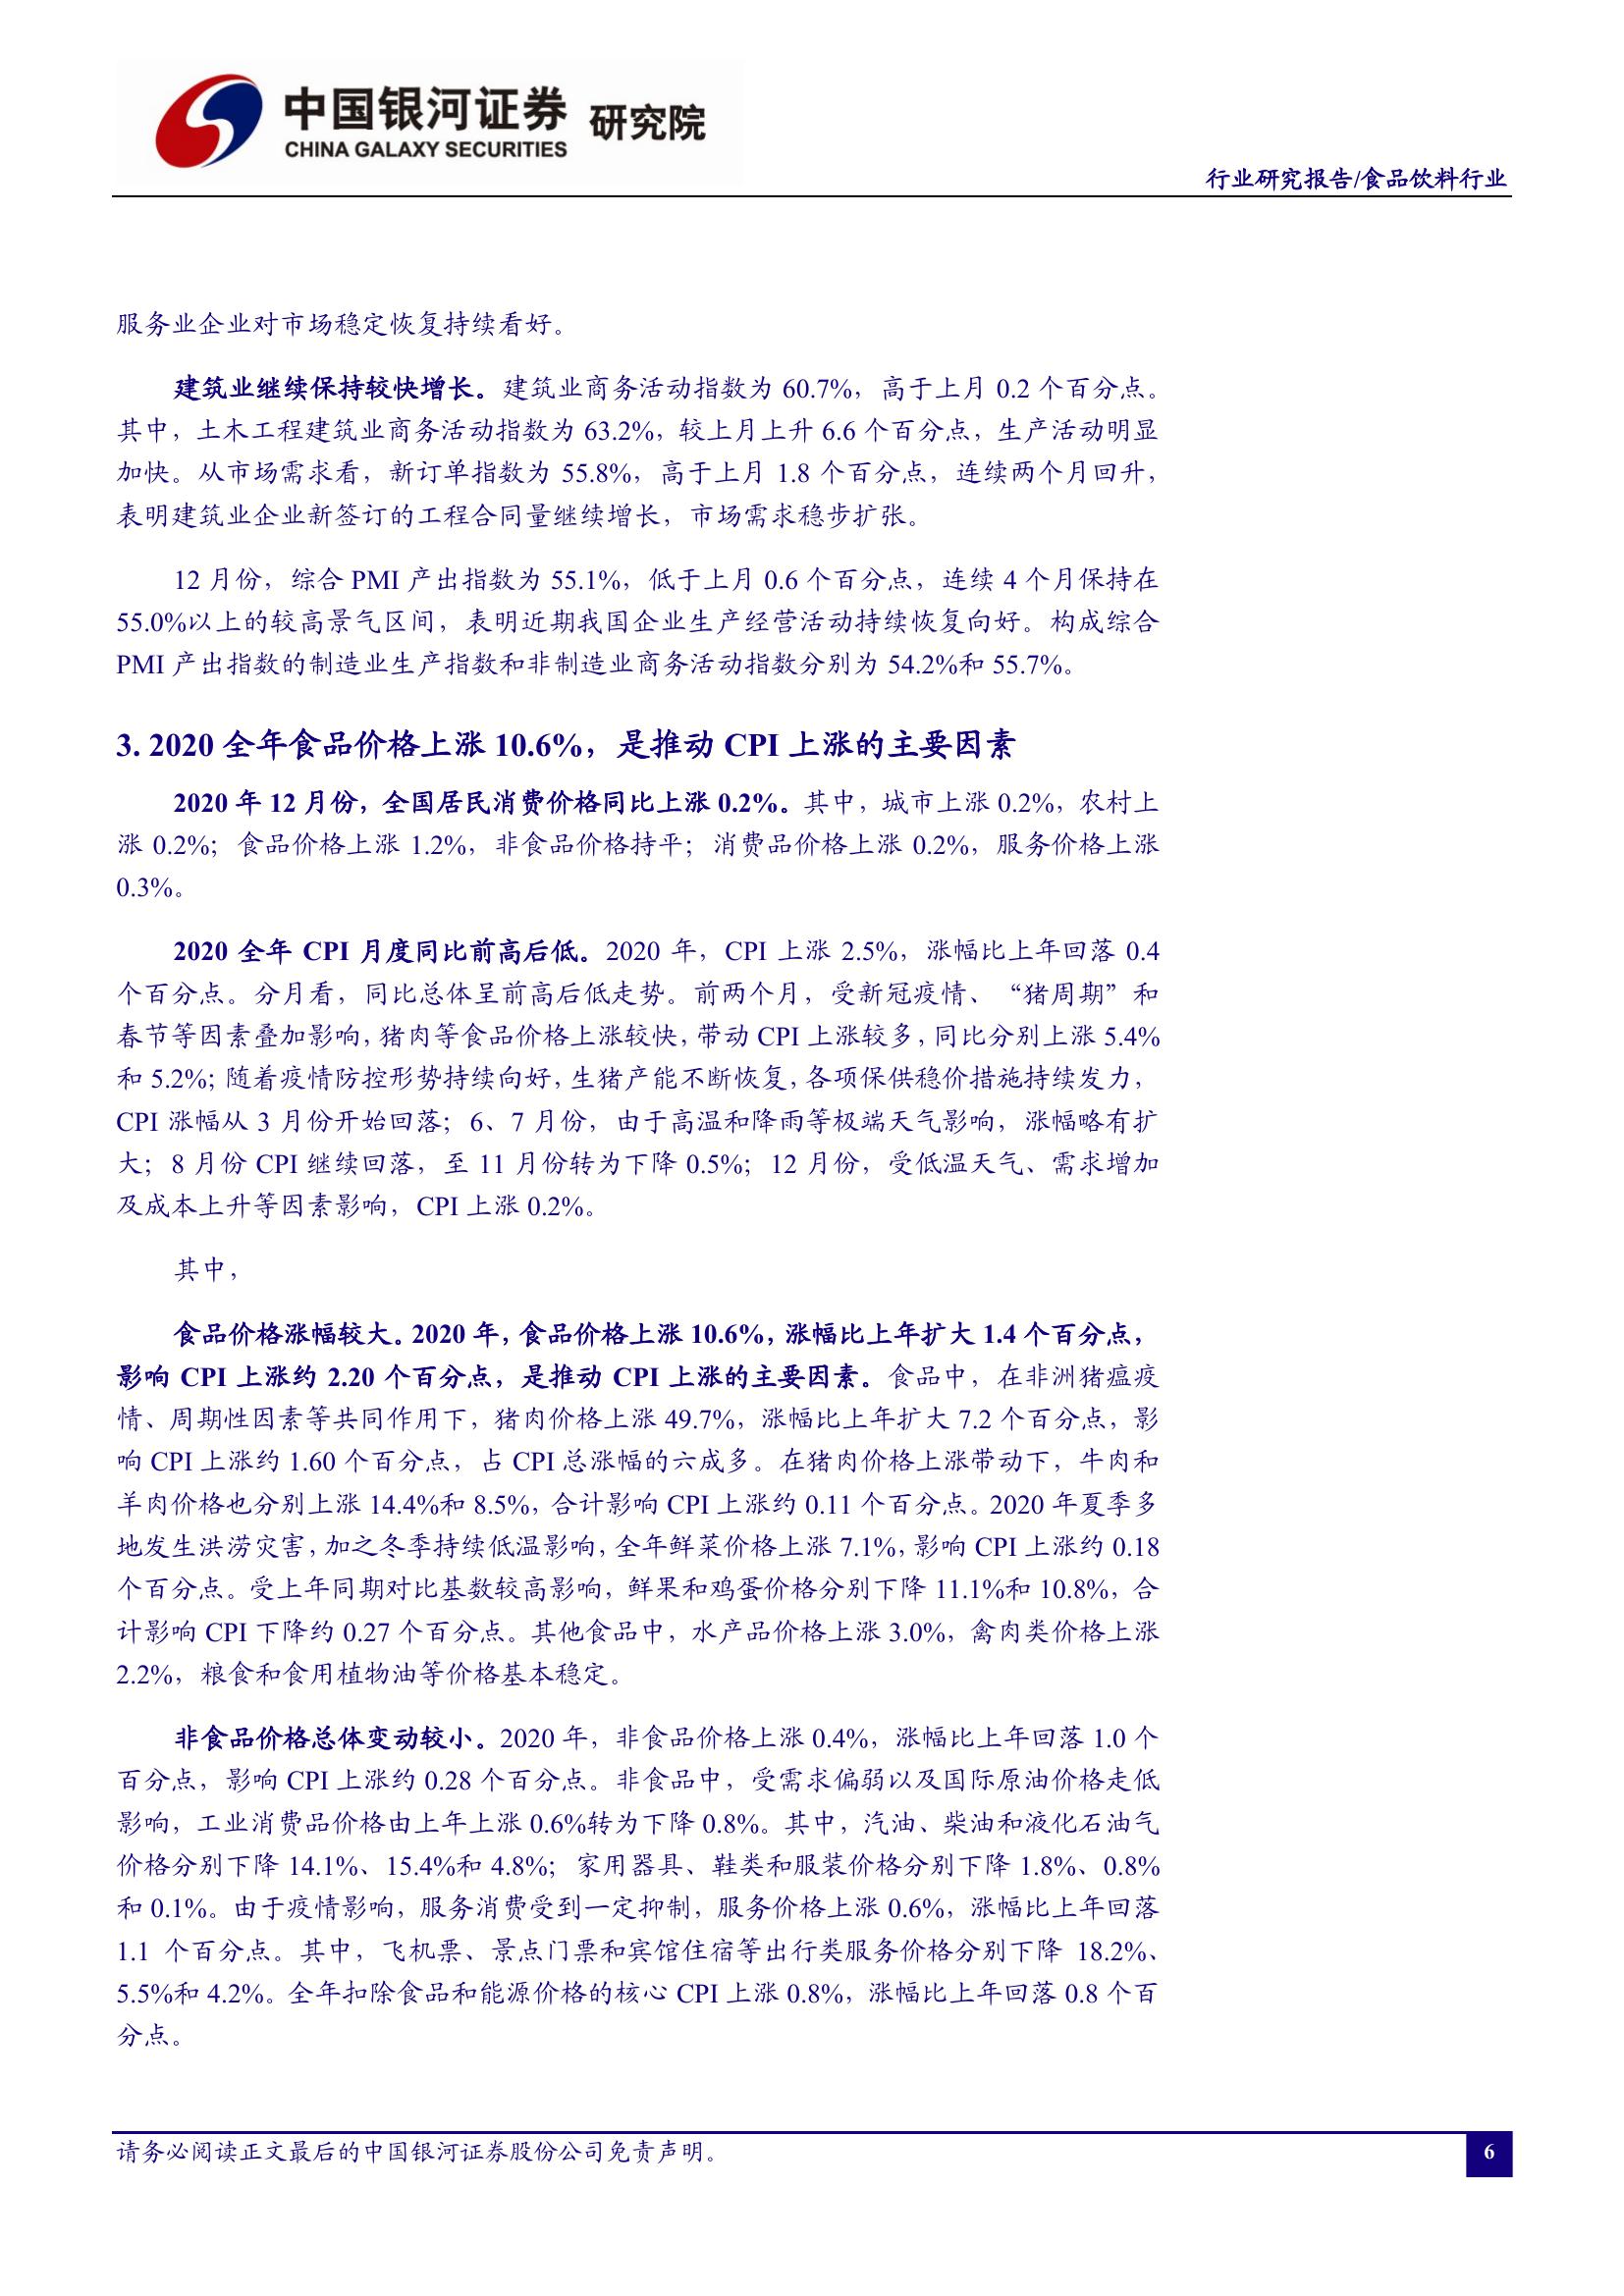 中国银河证券 研究院
CHINA GALAXY SECURITIES
行业研究报告/食品饮料行业
服务业企业对市场稳定恢复持续看好。
建筑业继续保持较快增长。建筑业商务活动指数为 60.7%，高于上月 0.2 个百分点。
其中，土木工程建筑业商务活动指数为 63.2%，较上月上升 6.6 个百分点，生产活动明显
加快。从市场需求看，新订单指数为 55.8%，高于上月 1.8 个百分点，连续两个月回升，
表明建筑业企业新签订的工程合同量继续增长，市场需求稳步扩张。
12 月份，综合 PMI 产出指数为 55.1%，低于上月 0.6 个百分点，连续 4 个月保持在
55.0%以上的较高景气区间，表明近期我国企业生产经营活动持续恢复向好。构成综合
PMI 产出指数的制造业生产指数和非制造业商务活动指数分别为 54.2%和 55.7%。
3. 2020 全年食品价格上涨 10.6%，是推动 CPI 上涨的主要因素
2020 年 12 月份，全国居民消费价格同比上涨 0.2%。其中，城市上涨 0.2%，农村上
涨 0.2%；食品价格上涨 1.2%，非食品价格持平；消费品价格上涨 0.2%，服务价格上涨
0.3%。
2020 全年 CPI 月度同比前高后低。2020 年，CPI 上涨 2.5%，涨幅比上年回落 0.4
个百分点。分月看，同比总体呈前高后低走势。前两个月，受新冠疫情、“猪周期”和
春节等因素叠加影响，猪肉等食品价格上涨较快，带动 CPI 上涨较多，同比分别上涨 5.4%
和 5.2%；随着疫情防控形势持续向好，生猪产能不断恢复，各项保供稳价措施持续发力，
CPI 涨幅从 3 月份开始回落；6、7 月份，由于高温和降雨等极端天气影响，涨幅略有扩
大；8 月份 CPI 继续回落，至 11 月份转为下降 0.5%；12 月份，受低温天气、需求增加
及成本上升等因素影响，CPI 上涨 0.2%。
其中，
食品价格涨幅较大。2020 年，食品价格上涨 10.6%，涨幅比上年扩大 1.4 个百分点，
影响 CPI 上涨约 2.20 个百分点，是推动 CPI 上涨的主要因素。食品中，在非洲猪瘟疫
情、周期性因素等共同作用下，猪肉价格上涨 49.7%，涨幅比上年扩大 7.2 个百分点，影
响 CPI 上涨约 1.60 个百分点，占 CPI 总涨幅的六成多。在猪肉价格上涨带动下，牛肉和
羊肉价格也分别上涨 14.4%和 8.5%，合计影响 CPI 上涨约 0.11 个百分点。2020 年夏季多
地发生洪涝灾害，加之冬季持续低温影响，全年鲜菜价格上涨 7.1%，影响 CPI 上涨约 0.18
个百分点。受上年同期对比基数较高影响，鲜果和鸡蛋价格分别下降 11.1%和 10.8%，合
计影响 CPI 下降约 0.27 个百分点。其他食品中，水产品价格上涨 3.0%，禽肉类价格上涨
2.2%，粮食和食用植物油等价格基本稳定。
非食品价格总体变动较小。2020 年，非食品价格上涨 0.4%，涨幅比上年回落 1.0 个
百分点，影响 CPI 上涨约 0.28 个百分点。非食品中，受需求偏弱以及国际原油价格走低
影响，工业消费品价格由上年上涨 0.6%转为下降 0.8%。其中，汽油、柴油和液化石油气
价格分别下降 14.1%、15.4%和 4.8%；家用器具、鞋类和服装价格分别下降 1.8%、0.8%
和 0.1%。由于疫情影响，服务消费受到一定抑制，服务价格上涨 0.6%，涨幅比上年回落
1.1 个百分点。其中，飞机票、景点门票和宾馆住宿等出行类服务价格分别下降 18.2%、
5.5%和 4.2%。全年扣除食品和能源价格的核心 CPI 上涨 0.8%，涨幅比上年回落 0.8 个百
分点。
请务必阅读正文最后的中国银河证券股份公司免责声明。
6